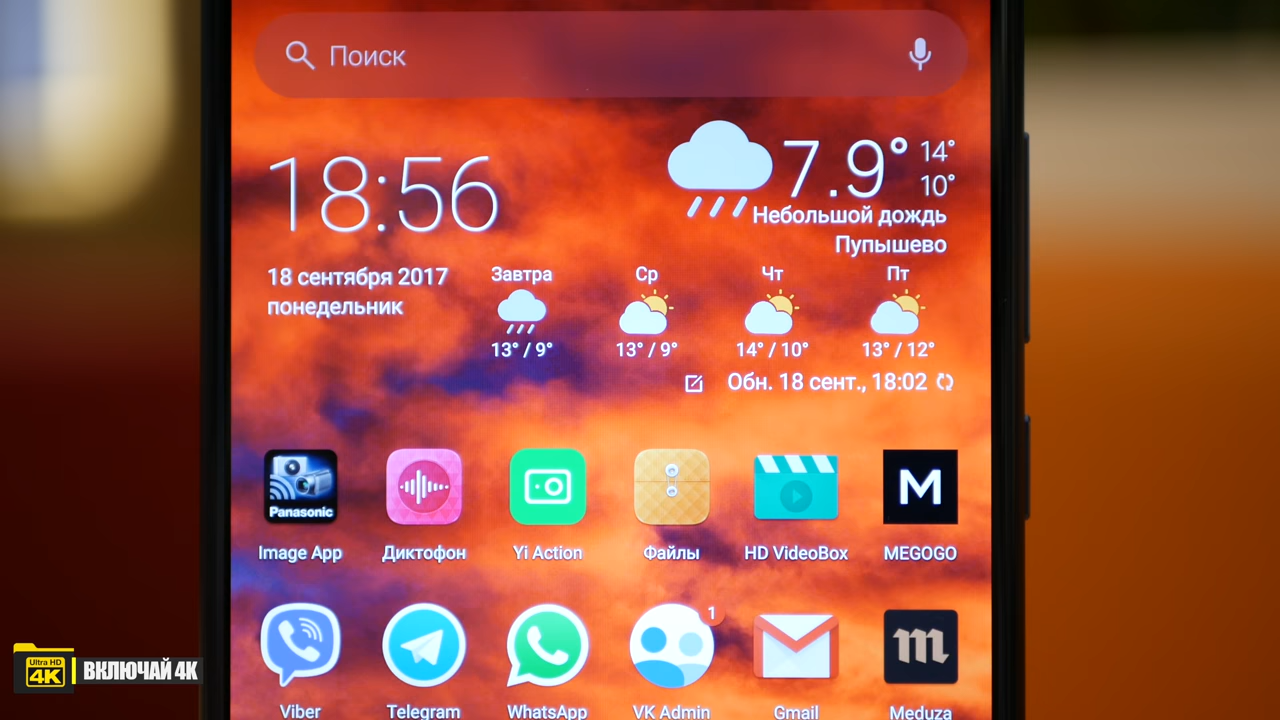 Поиск
18:56
7.9°
14°
10°
Небольшой дождь
Пупышево
18 сентября 2017
понедельник
Завтра Ср Чт Пт
13° / 9° 13° / 9° 14° / 10° 13° / 12°
Обн. 18 сент., 18:02
Panasonic
M
Image App Диктофон Yi Action Файлы HD VideoBox MEGOGO
1
m
Ultra HD
4K
ВКЛЮЧАЙ 4K
Viber Telegram WhatsApp VK Admin Gmail Meduza